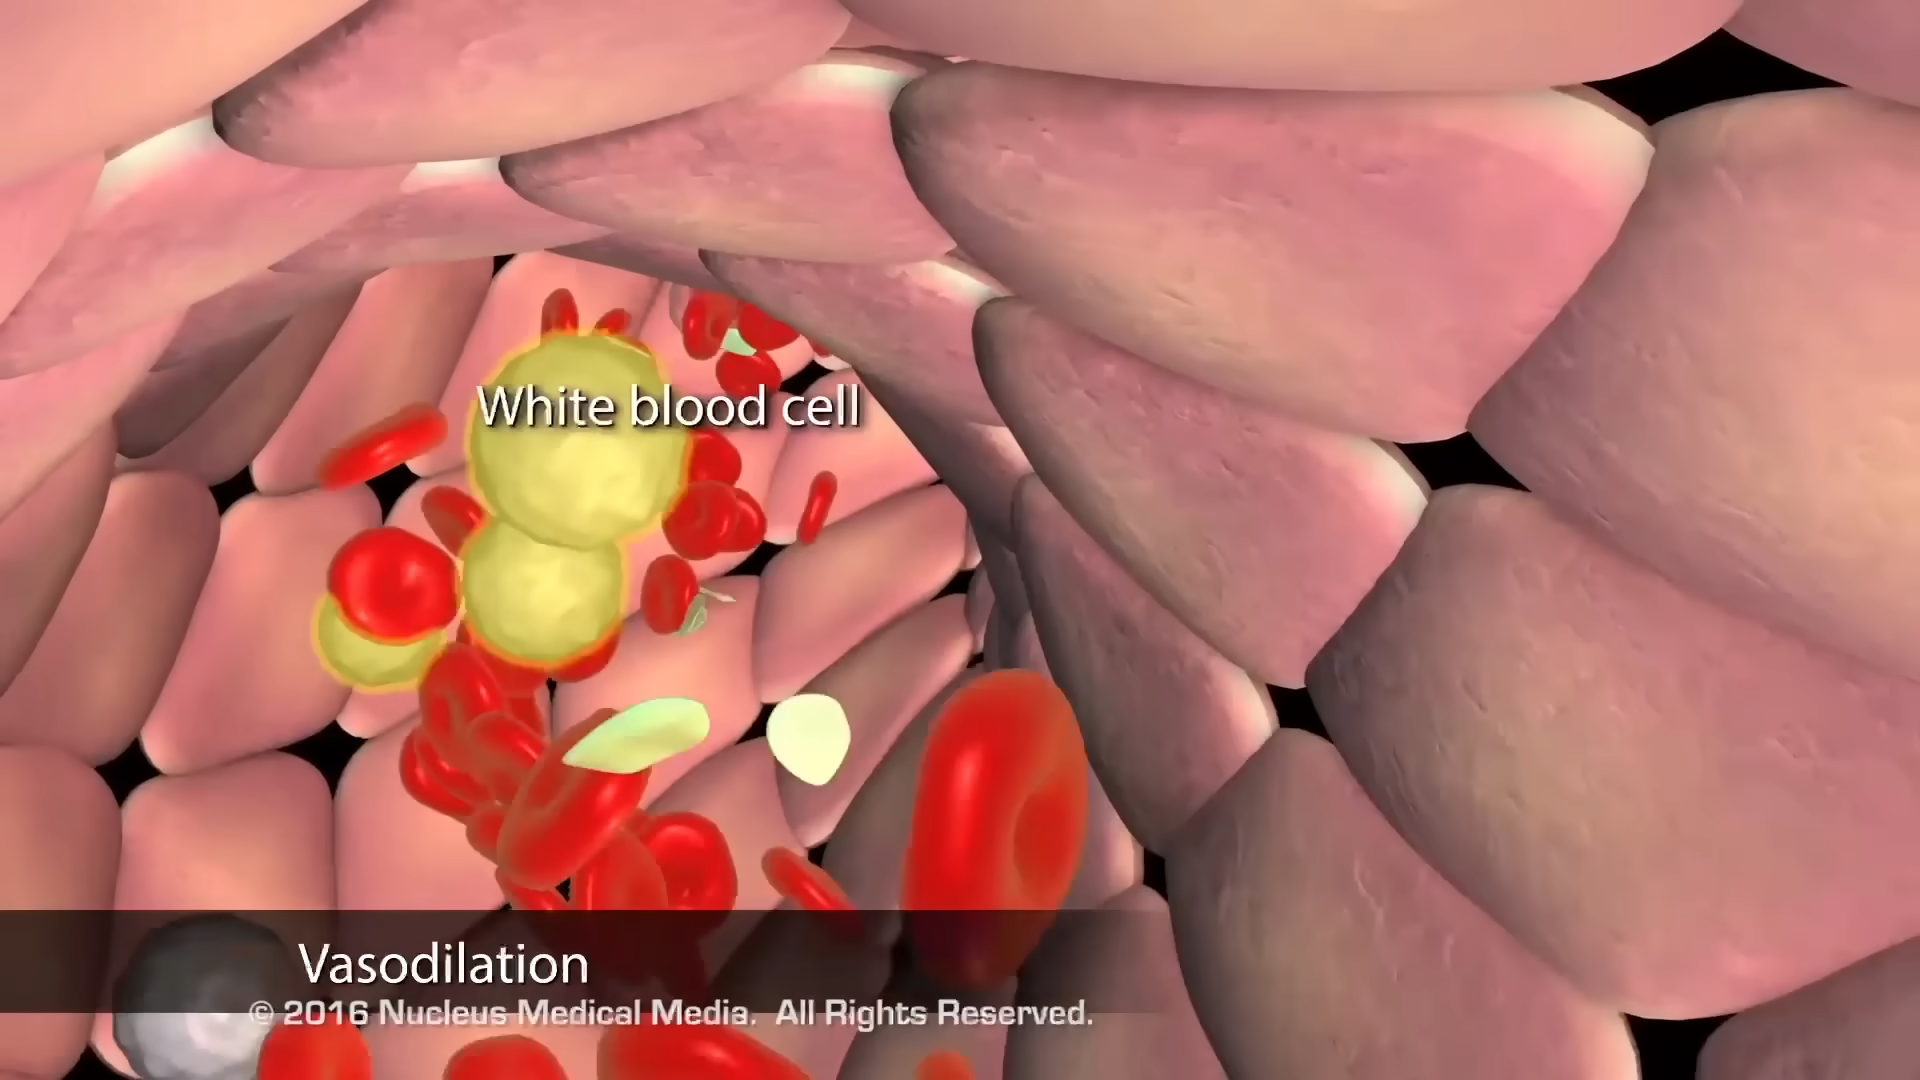 White blood cell
Vasodilation
© 2016 Nucleus Medical Media. All Rights Reserved.